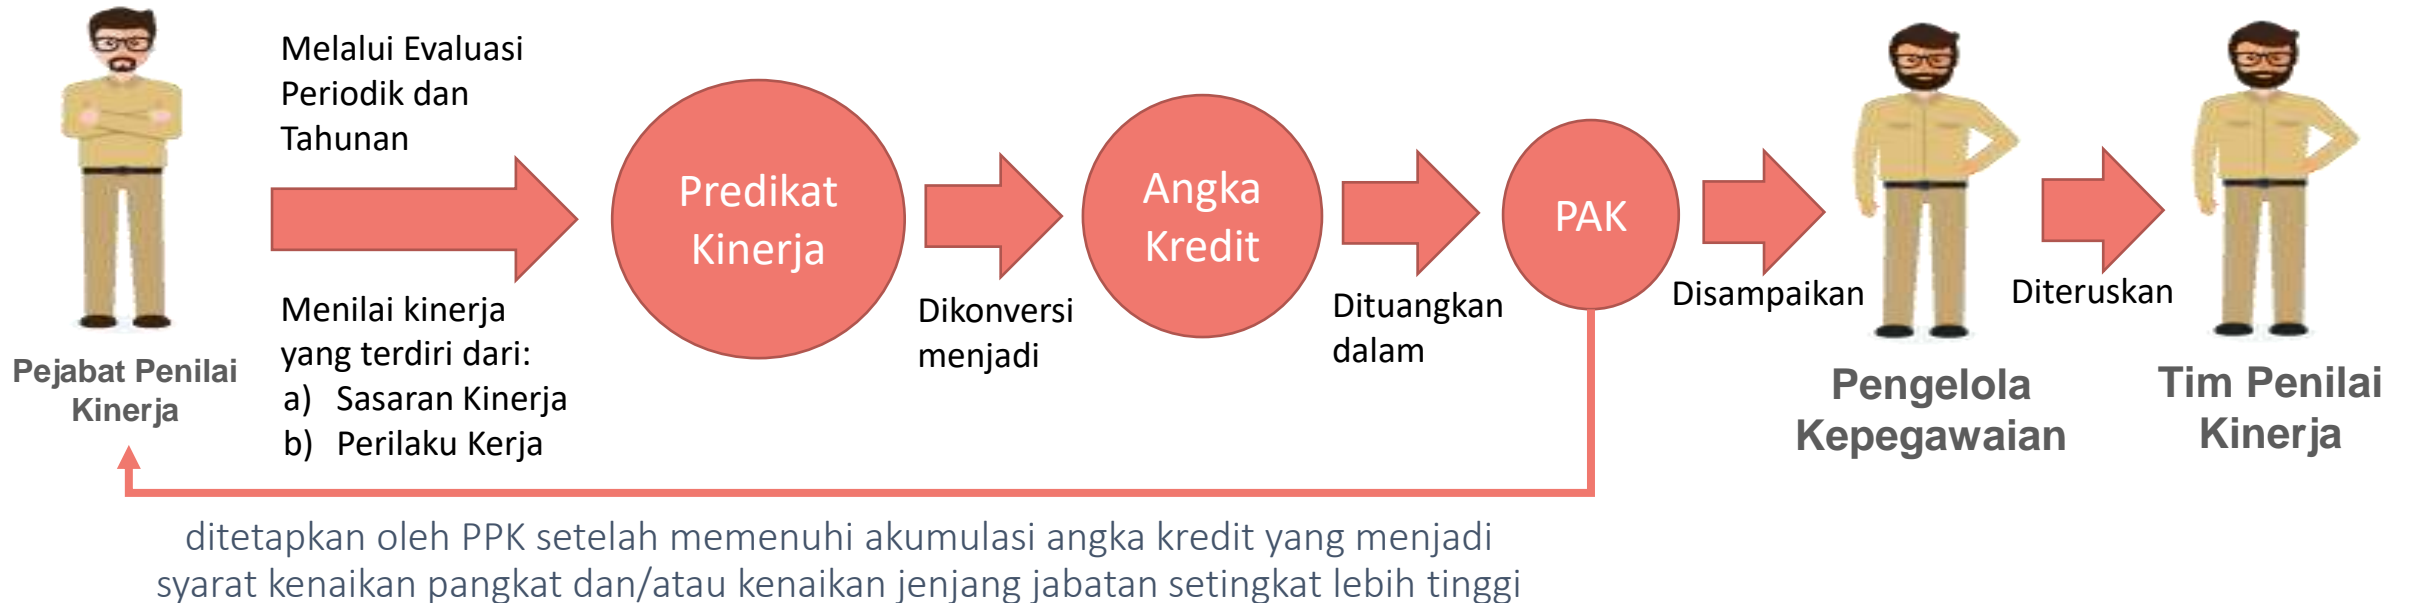 Melalui Evaluasi
Periodik dan
Tahunan
Menilai kinerja
yang terdiri dari:
a) Sasaran Kinerja
b) Perilaku Kerja
Pejabat Penilai
Kinerja
Predikat
Kinerja
Dikonversi
menjadi
Angka
Kredit
Dituangkan
dalam
PAK
Disampaikan
Pengelola
Kepegawaian
Diteruskan
Tim Penilai
Kinerja
ditetapkan oleh PPK setelah memenuhi akumulasi angka kredit yang menjadi
syarat kenaikan pangkat dan/atau kenaikan jenjang jabatan setingkat lebih tinggi